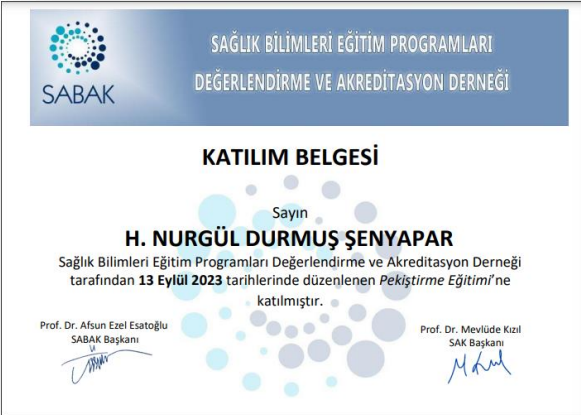 SABAK
SAĞLIK BİLİMLERİ EĞİTİM PROGRAMLARI
DEĞERLENDİRME VE AKREDİTASYON DERNEĞİ
KATILIM BELGESİ
Sayın
H. NURGÜL DURMUŞ ŞENYAPAR
Sağlık Bilimleri Eğitim Programları Değerlendirme ve Akreditasyon Derneği
tarafından 13 Eylül 2023 tarihlerinde düzenlenen Pekiştirme Eğitimi'ne
katılmıştır.
Prof. Dr. Afsun Ezel Esatoğlu
SABAK Başkanı
Prof. Dr. Mevlüde Kızıl
SAK Başkanı